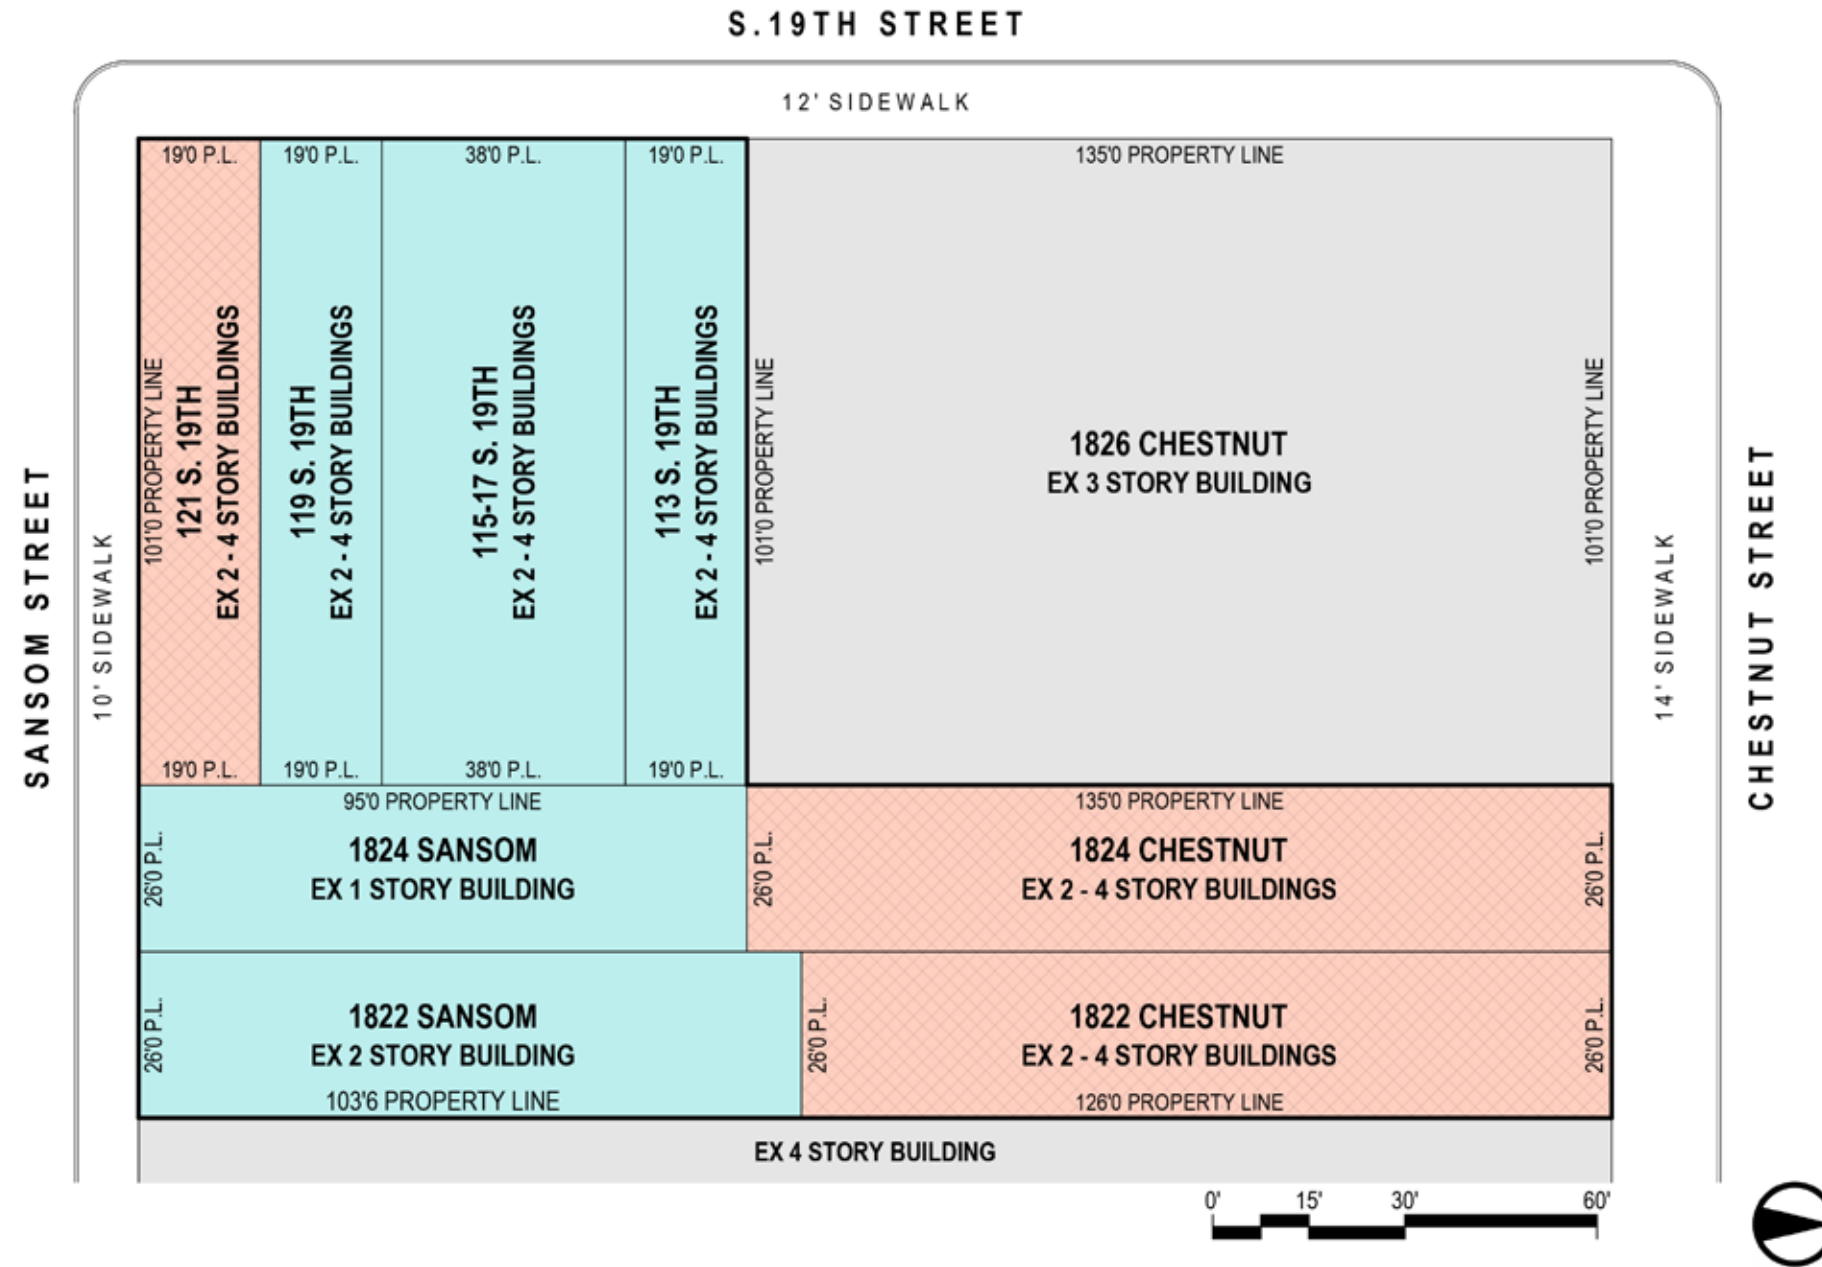 S.19TH STREET
12' SIDEWALK
19'0 P.L.
19'0 P.L.
38'0 P.L.
19'0 P.L.
135'0 PROPERTY LINE
SANSOM STREET
10' SIDEWALK
101'0 PROPERTY LINE
121 S. 19TH
EX 2 - 4 STORY BUILDINGS
119 S. 19TH
EX 2 - 4 STORY BUILDINGS
115-17 S. 19TH
EX 2 - 4 STORY BUILDINGS
113 S. 19TH
EX 2 - 4 STORY BUILDINGS
101'0 PROPERTY LINE
1826 CHESTNUT
EX 3 STORY BUILDING
101'0 PROPERTY LINE
14' SIDEWALK
CHESTNUT STREET
19'0 P.L.
19'0 P.L.
38'0 P.L.
19'0 P.L.
95'0 PROPERTY LINE
26'0 P.L.
1824 SANSOM
EX 1 STORY BUILDING
135'0 PROPERTY LINE
26'0 P.L.
1824 CHESTNUT
EX 2 - 4 STORY BUILDINGS
26'0 P.L.
26'0 P.L.
1822 SANSOM
EX 2 STORY BUILDING
103'6 PROPERTY LINE
26'0 P.L.
1822 CHESTNUT
EX 2 - 4 STORY BUILDINGS
126'0 PROPERTY LINE
26'0 P.L.
EX 4 STORY BUILDING
0' 15' 30' 60'